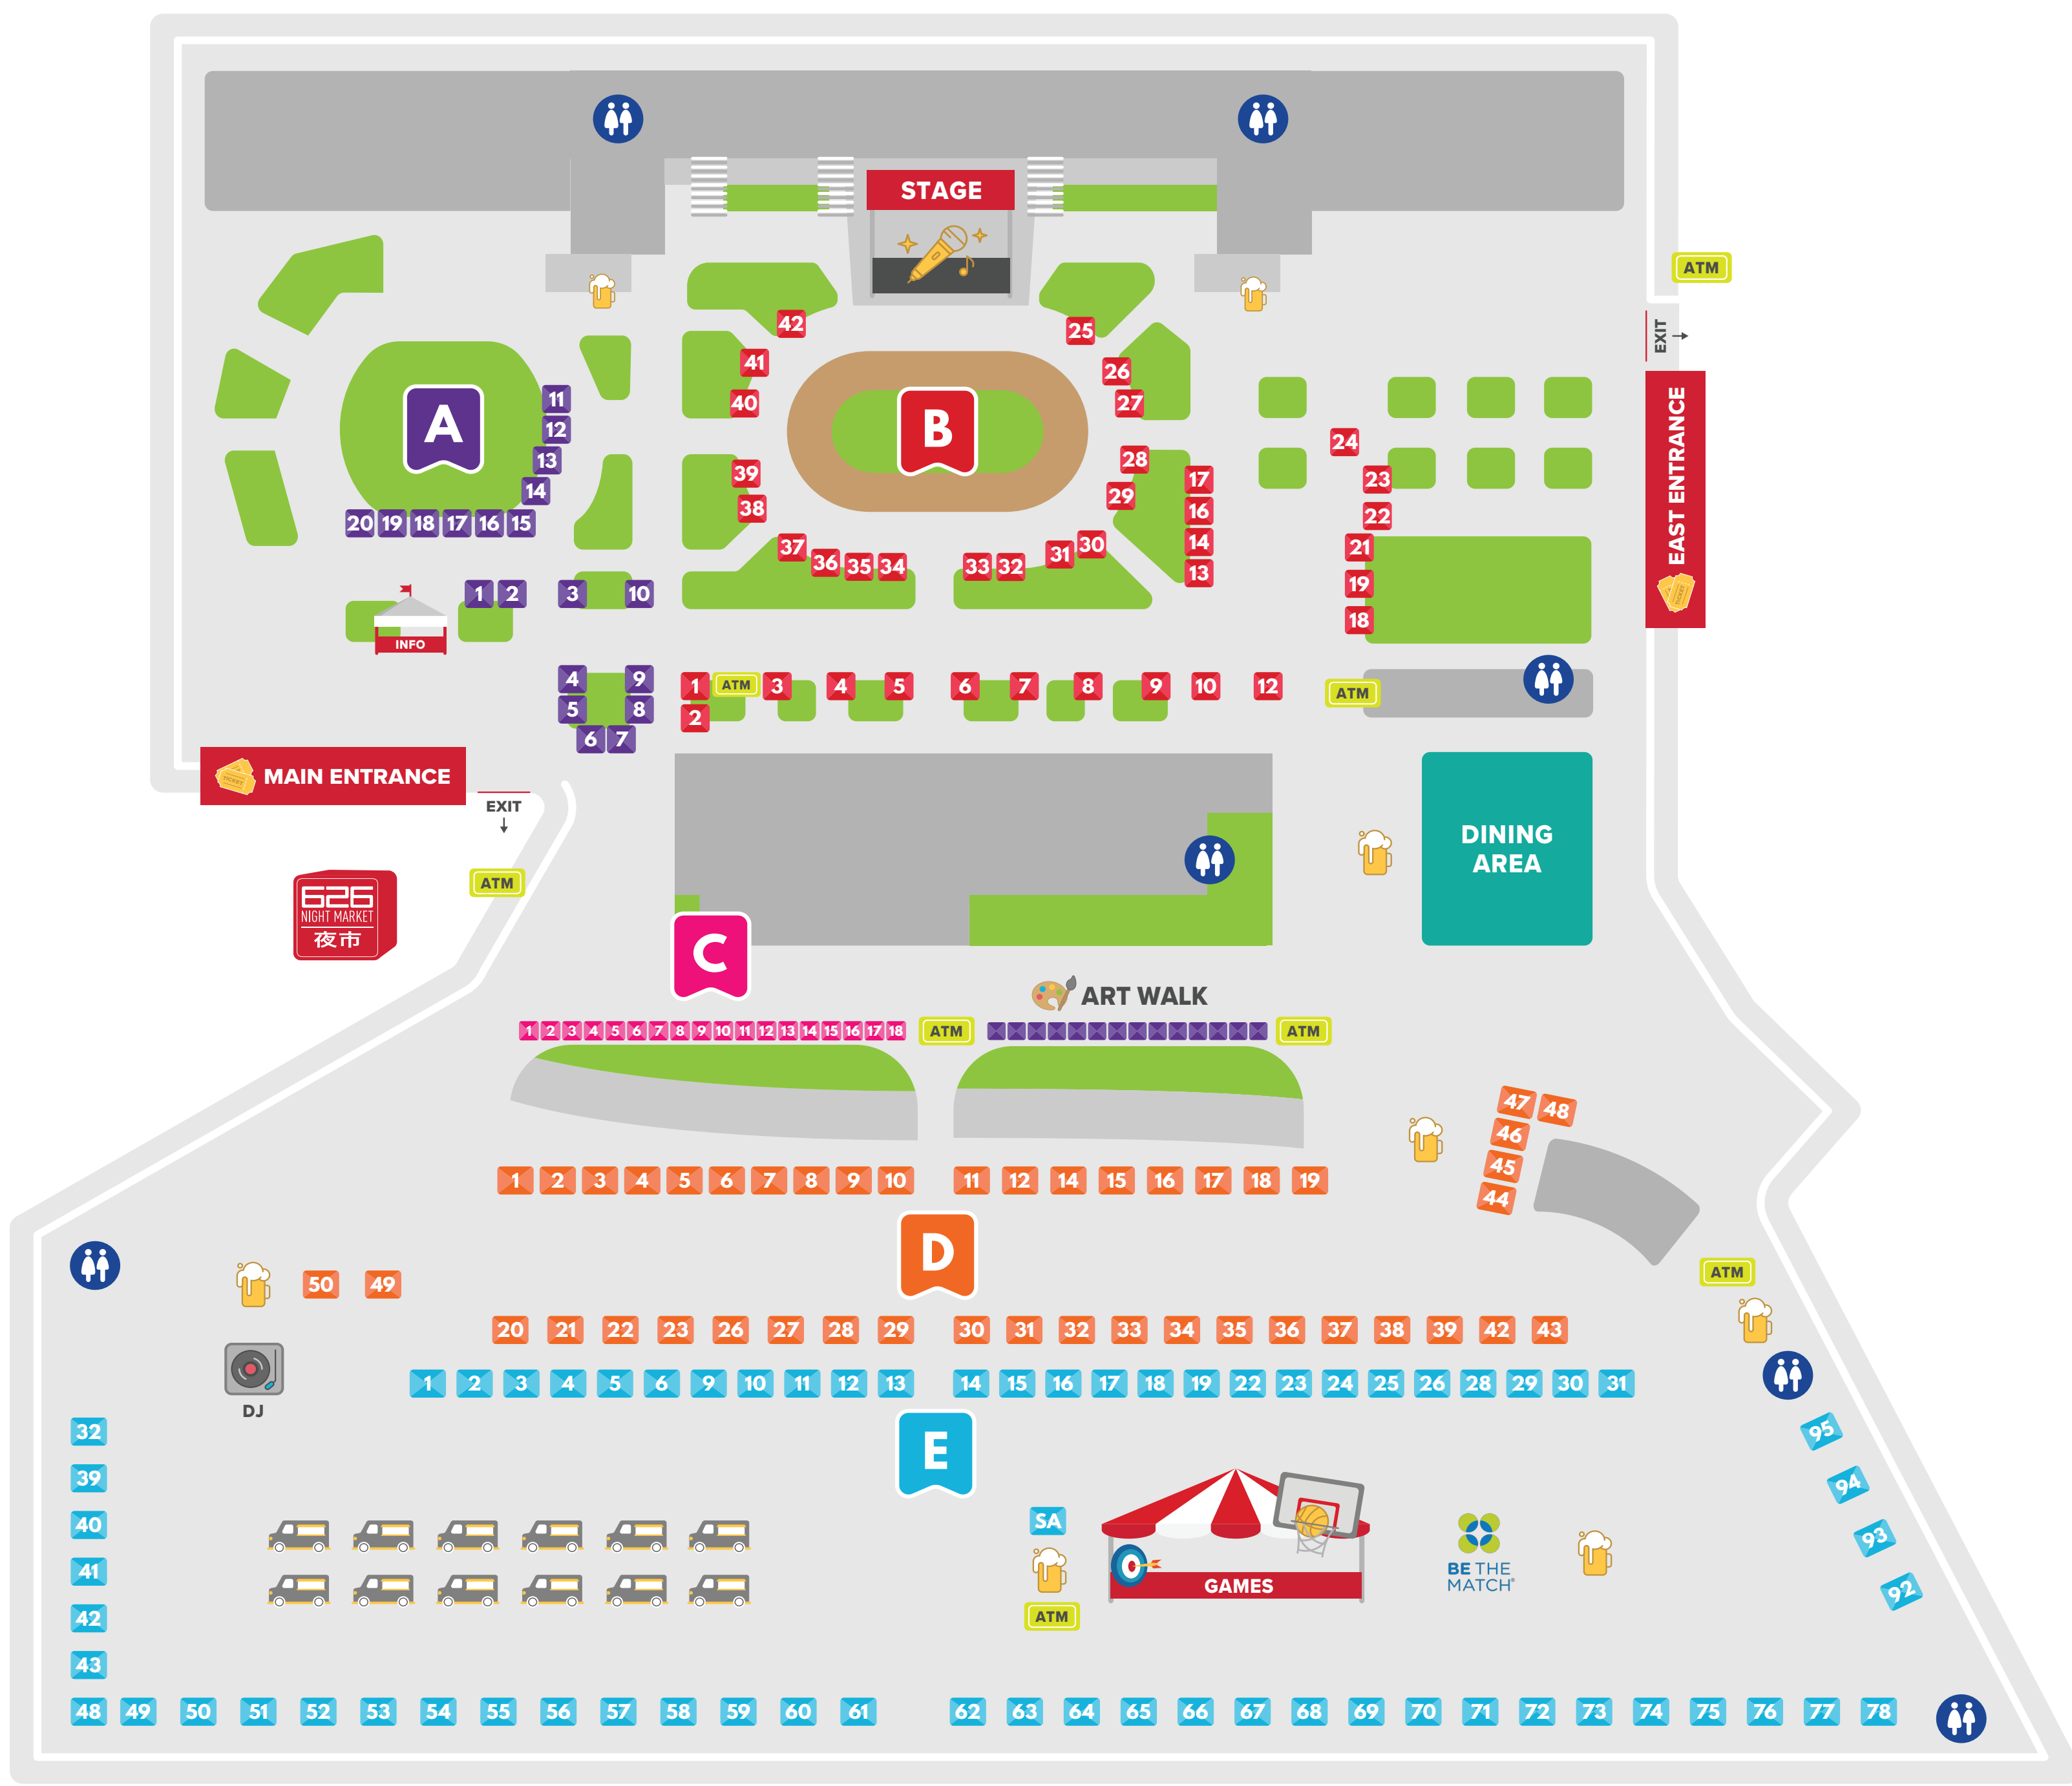 STAGE
ATM
EXIT
42
25
41
26
40
27
A
B
11
12
13
14
20 19 18 17 16 15
EAST ENTRANCE
24
28
39
17
23
29
38
16
22
37
36 35 34
33 32
31
30
14
21
13
19
18
1 2
3
10
INFO
4 9
5 8
6 7
1
ATM
3
4
5
6
7
8
9
10
12
ATM
2
MAIN ENTRANCE
EXIT
DINING
AREA
ATM
626
NIGHT MARKET
夜市
C
ART WALK
1 2 3 4 5 6 7 8 9 10 11 12 13 14 15 16 17 18
ATM
ATM
47 48
46
45
44
1 2 3 4 5 6 7 8 9 10 11 12 14 15 16 17 18 19
D
50 49
ATM
20 21 22 23 26 27 28 29 30 31 32 33 34 35 36 37 38 39 42 43
1 2 3 4 5 6 9 10 11 12 13 14 15 16 17 18 19 22 23 24 25 26 28 29 30 31
DJ
E
32
39
40
41
42
43
95
94
93
92
SA
ATM
TICKET
GAMES
BE THE
MATCH®
48 49 50 51 52 53 54 55 56 57 58 59 60 61 62 63 64 65 66 67 68 69 70 71 72 73 74 75 76 77 78